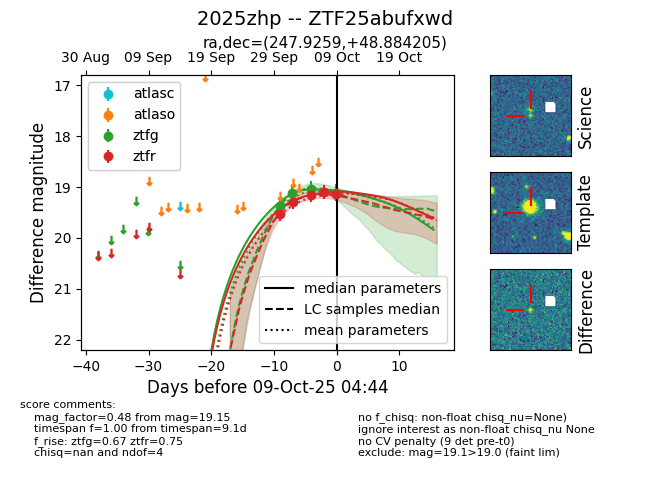 2025zhp -- ZTF25abufxwd
ra,dec=(247.9259,+48.884205)
30 Aug 09 Sep 19 Sep 29 Sep 09 Oct 19 Oct
17
18
19
20
21
22
Difference magnitude
atlasc
atlaso
ztfg
ztfr
median parameters
LC samples median
mean parameters
−40 −30 −20 −10 0 10
Days before 09-Oct-25 04:44
Science
Template
Difference
score comments:
mag_factor=0.48 from mag=19.15
timespan f=1.00 from timespan=9.1d
f_rise: ztfg=0.67 ztfr=0.75
chisq=nan and ndof=4
no f_chisq: non-float chisq_nu=None)
ignore interest as non-float chisq_nu None
no CV penalty (9 det pre-t0)
exclude: mag=19.1>19.0 (faint lim)